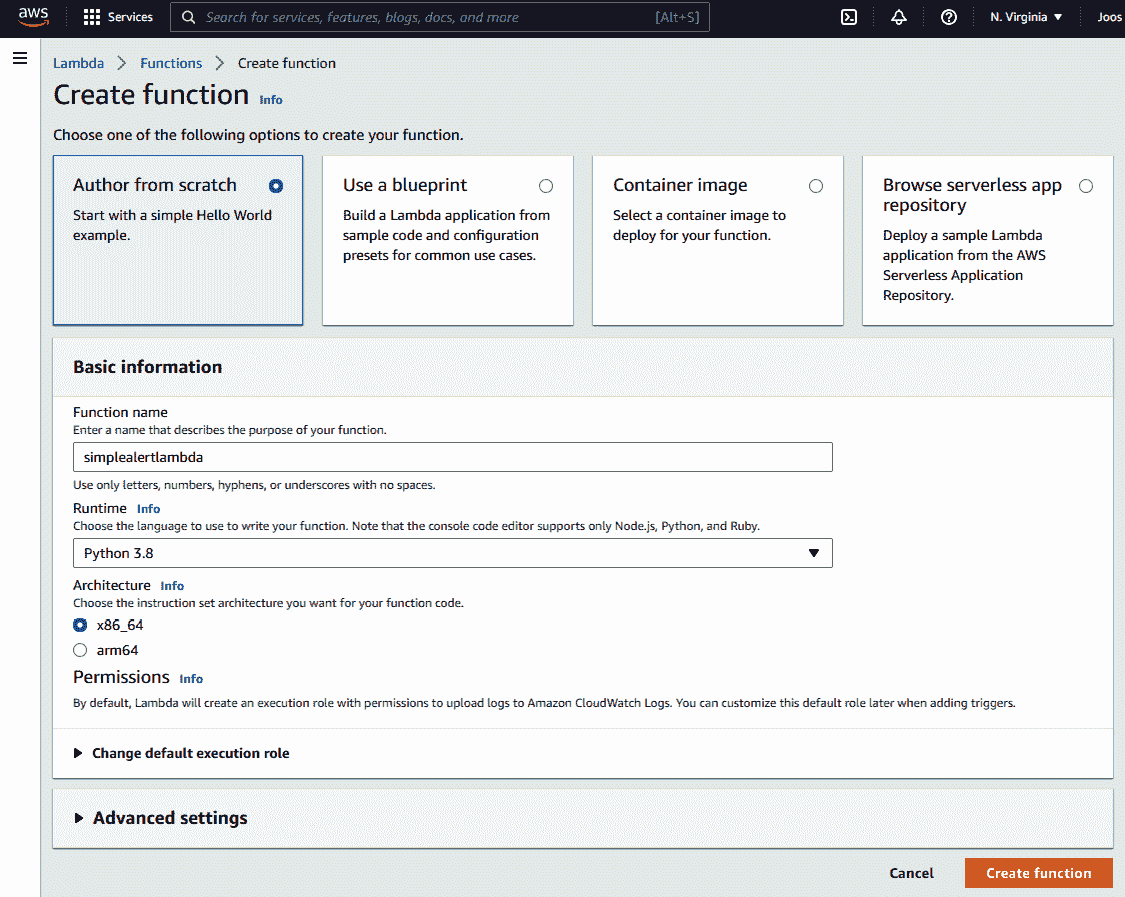 aws Services Search for services, features, blogs, docs, and more [Alt+S] N. Virginia Joos
Lambda Functions Create function
Create function Info
Choose one of the following options to create your function.
Author from scratch
Start with a simple Hello World
example.
Use a blueprint
Build a Lambda application from
sample code and configuration
presets for common use cases.
Container image
Select a container image to
deploy for your function.
Browse serverless app
repository
Deploy a sample Lambda
application from the AWS
Serverless Application
Repository.
Basic information
Function name
Enter a name that describes the purpose of your function.
simplealertlambda
Use only letters, numbers, hyphens, or underscores with no spaces.
Runtime Info
Choose the language to use to write your function. Note that the console code editor supports only Node.js, Python, and Ruby.
Python 3.8
Architecture Info
Choose the instruction set architecture you want for your function code.
x86_64
arm64
Permissions Info
By default, Lambda will create an execution role with permissions to upload logs to Amazon CloudWatch Logs. You can customize this default role later when adding triggers.
Change default execution role
Advanced settings
Cancel Create function